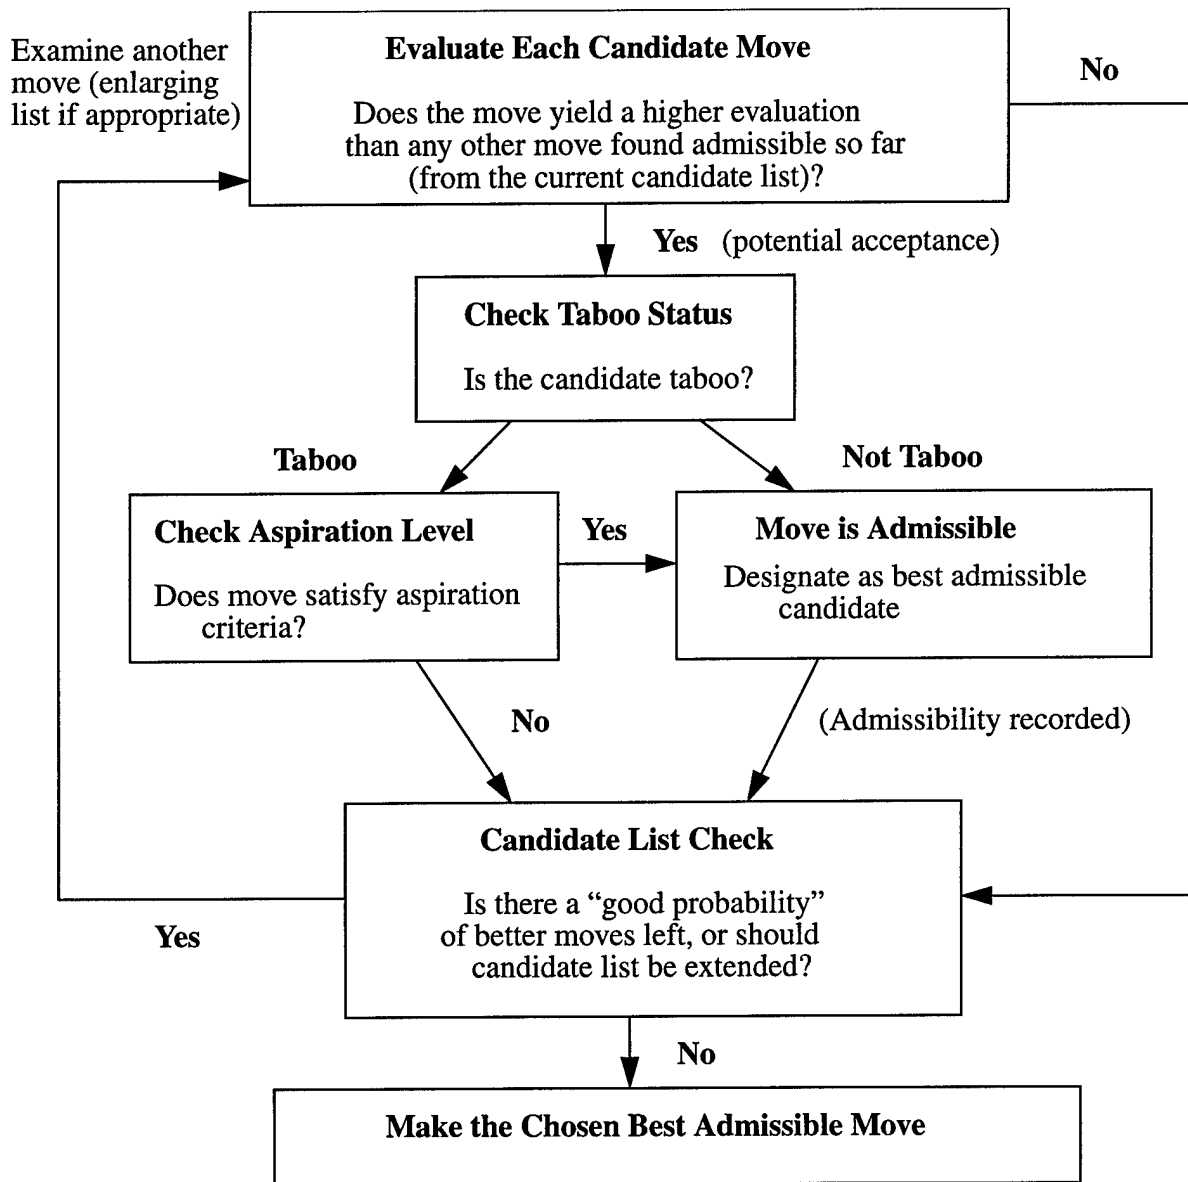 Examine another
move (enlarging
list if appropriate)
Evaluate Each Candidate Move
Does the move yield a higher evaluation
than any other move found admissible so far
(from the current candidate list)?
No
Yes (potential acceptance)
Check Taboo Status
Is the candidate taboo?
Taboo
Not Taboo
Check Aspiration Level
Does move satisfy aspiration
criteria?
Yes
Move is Admissible
Designate as best admissible
candidate
No
(Admissibility recorded)
Candidate List Check
Is there a “good probability”
of better moves left, or should
candidate list be extended?
Yes
No
Make the Chosen Best Admissible Move